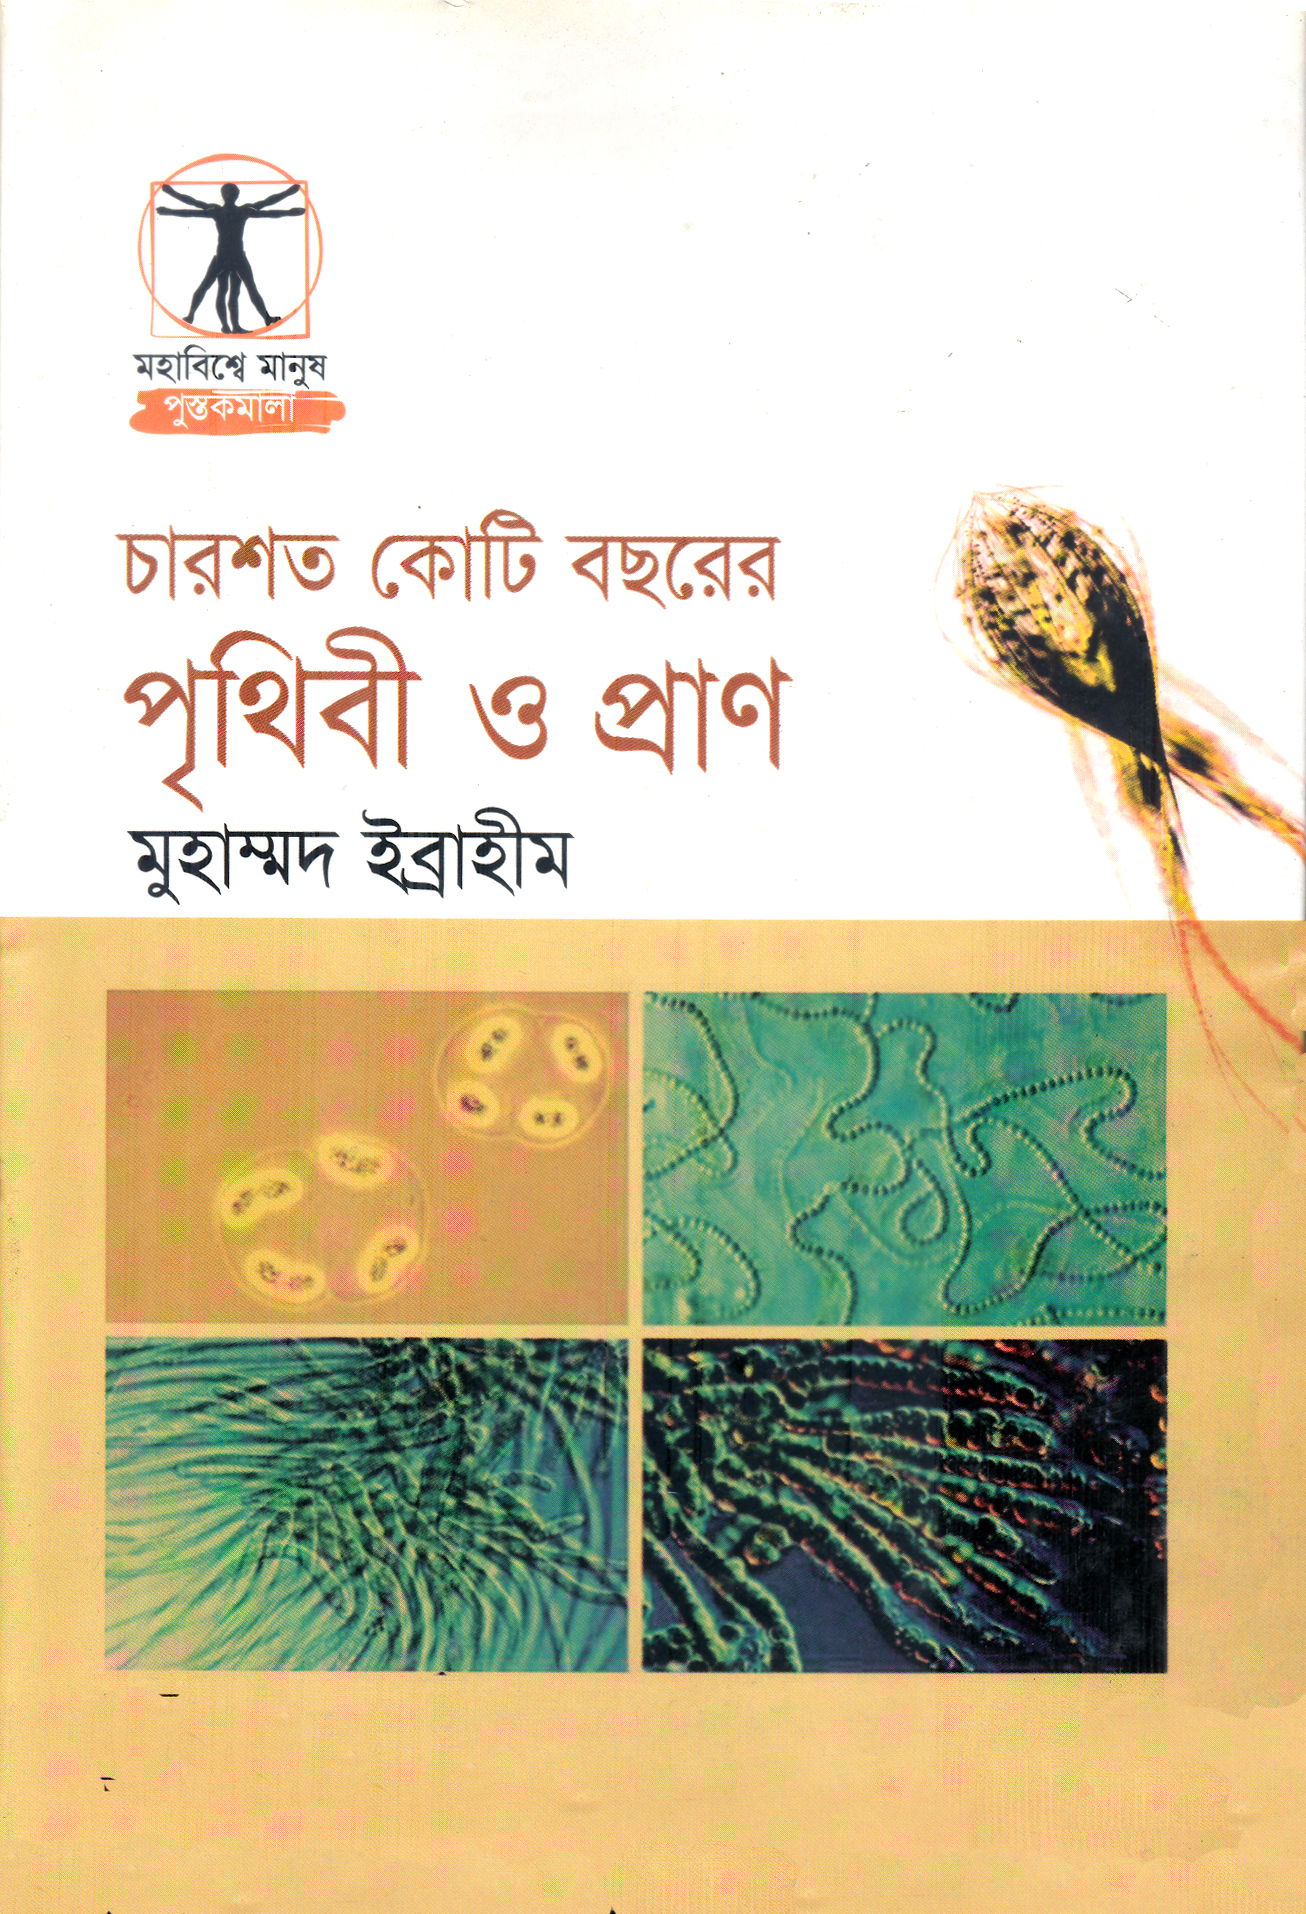 মহাবিশ্বে মানুষ
পুস্তকমালা
চারশত কোটি বছরের
পৃথিবী ও প্রাণ
মুহাম্মদ ইব্রাহীম